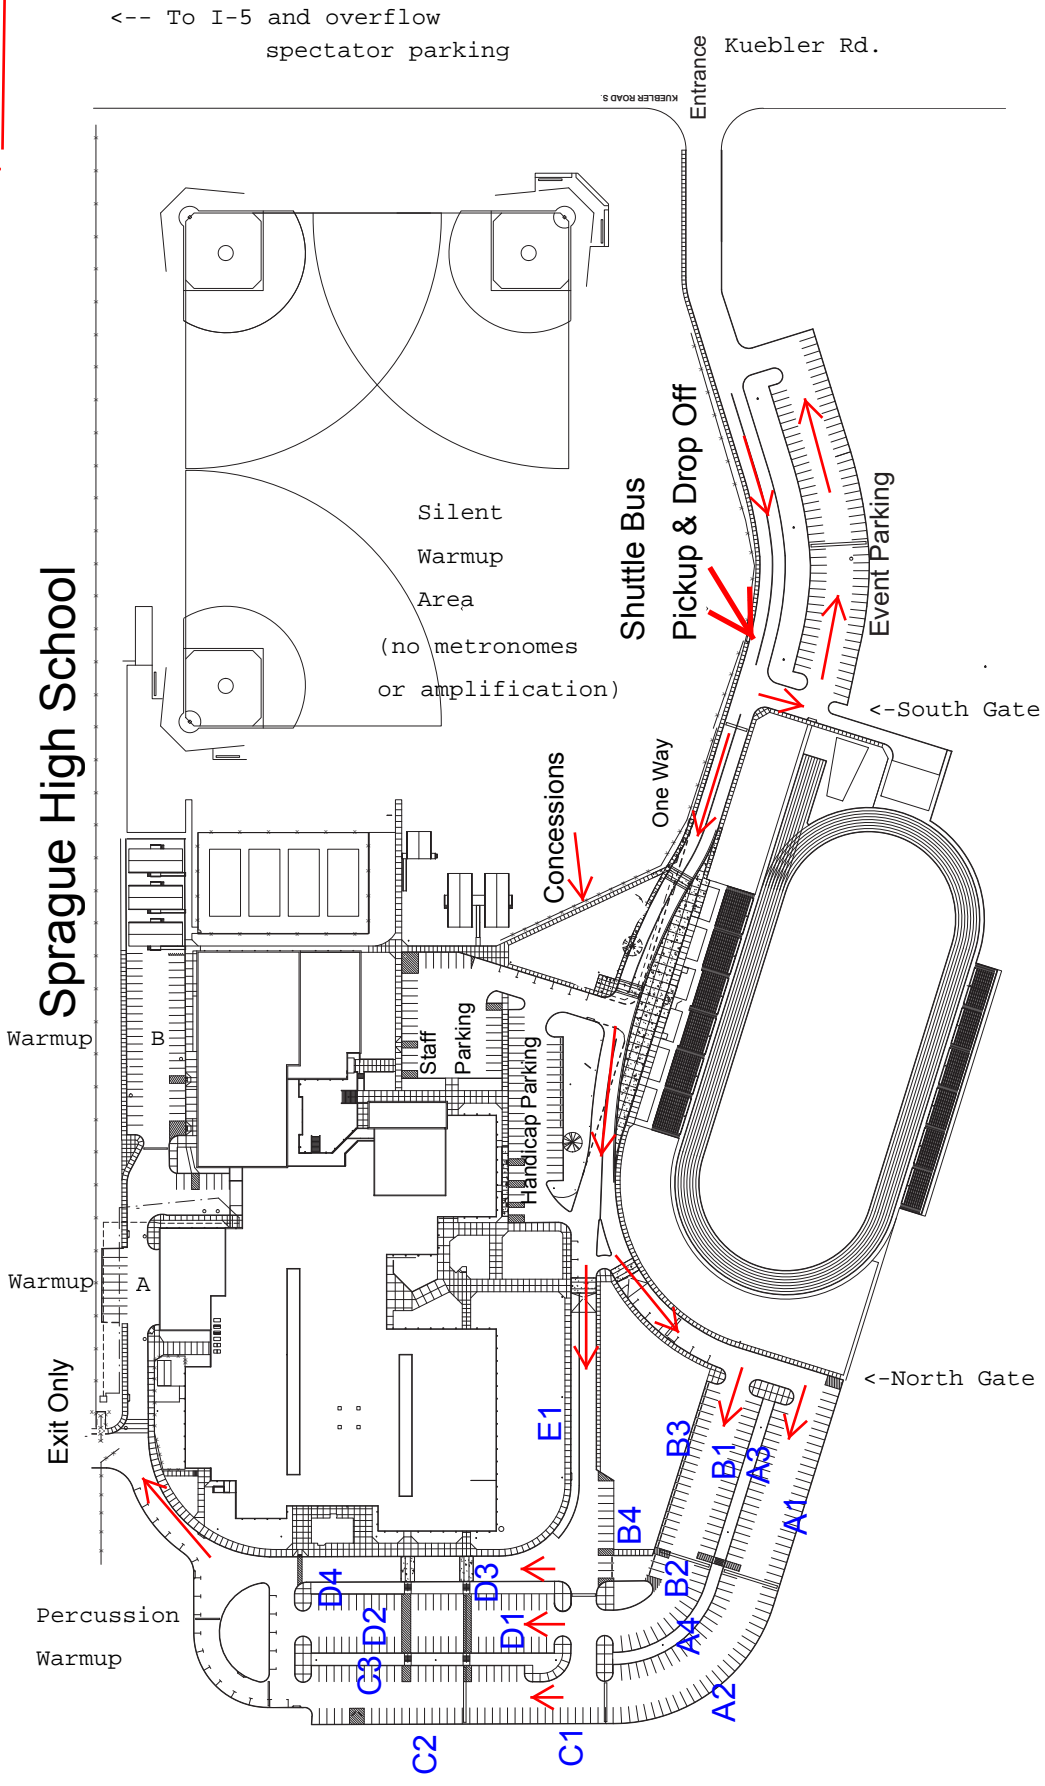 <-- To I-5 and overflow
spectator parking
Kuebler Rd.
Entrance
KUEBLER ROAD S.
Sprague High School
Silent
Warmup
Area
(no metronomes
or amplification)
Shuttle Bus
Pickup & Drop Off
Event Parking
<-South Gate
One Way
Concessions
Warmup
B
Staff
Parking
Handicap Parking
Warmup
A
Exit Only
<-North Gate
E1
B3
B1
A3
A1
B4
B2
A4
A2
D4
D3
D2
D1
C3
C2
C1
Percussion
Warmup